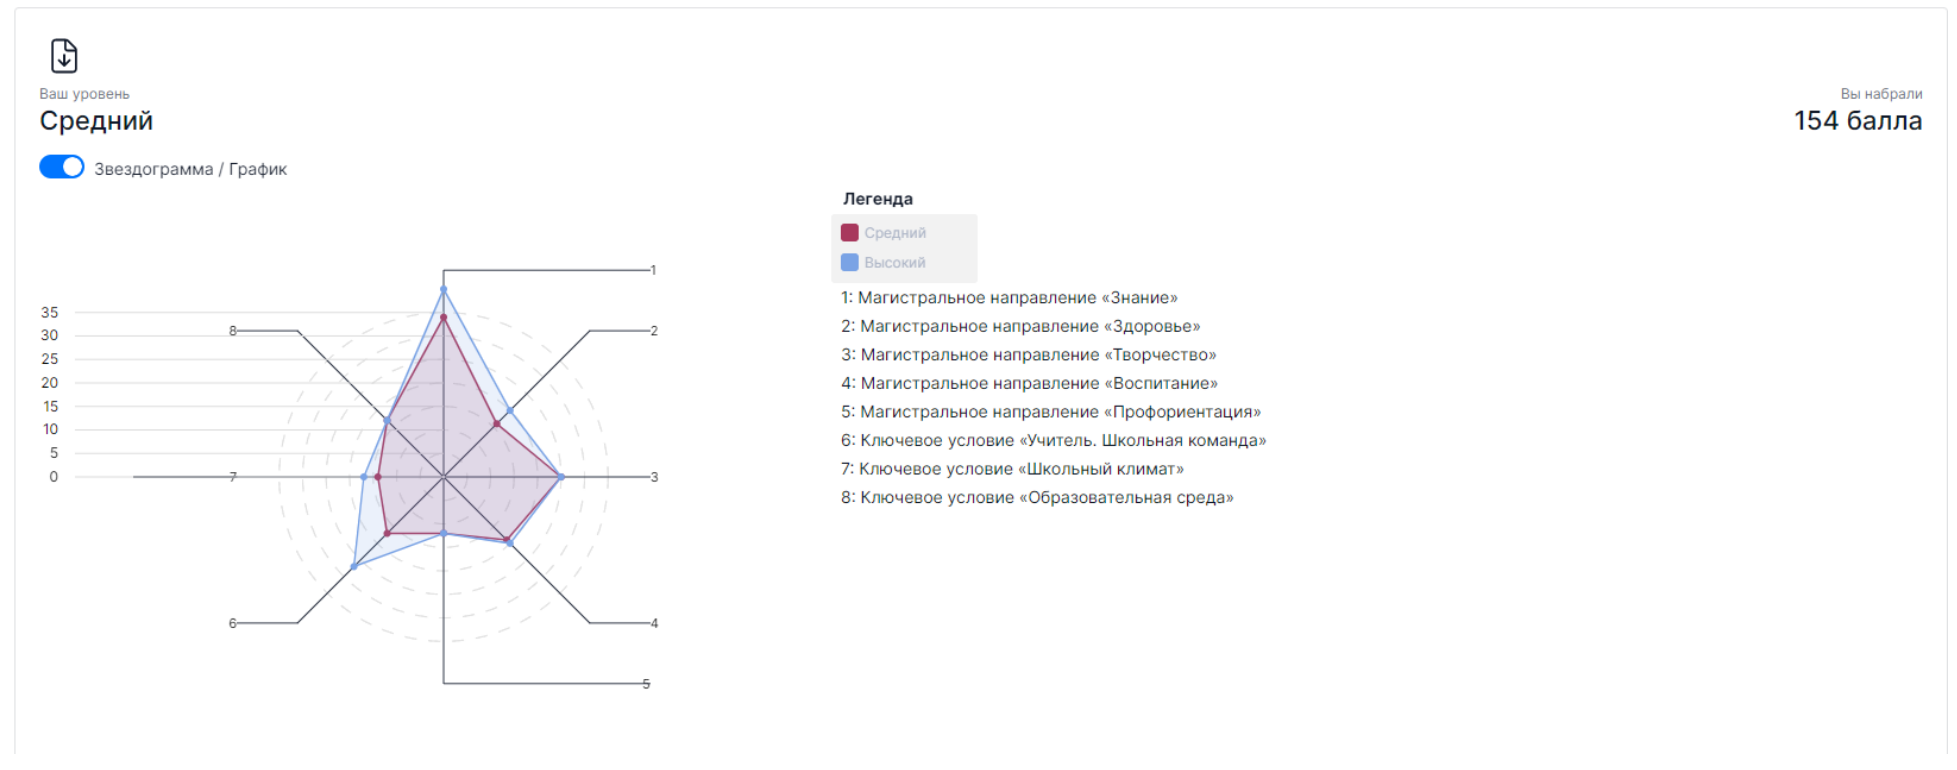 Ваш уровень
Средний
Вы набрали
154 балла
Звездограмма / График
35
30
25
20
15
10
5
0
1
2
3
4
5
6
7
8
Легенда
Средний
Высокий
1: Магистральное направление «Знание»
2: Магистральное направление «Здоровье»
3: Магистральное направление «Творчество»
4: Магистральное направление «Воспитание»
5: Магистральное направление «Профориентация»
6: Ключевое условие «Учитель. Школьная команда»
7: Ключевое условие «Школьный климат»
8: Ключевое условие «Образовательная среда»